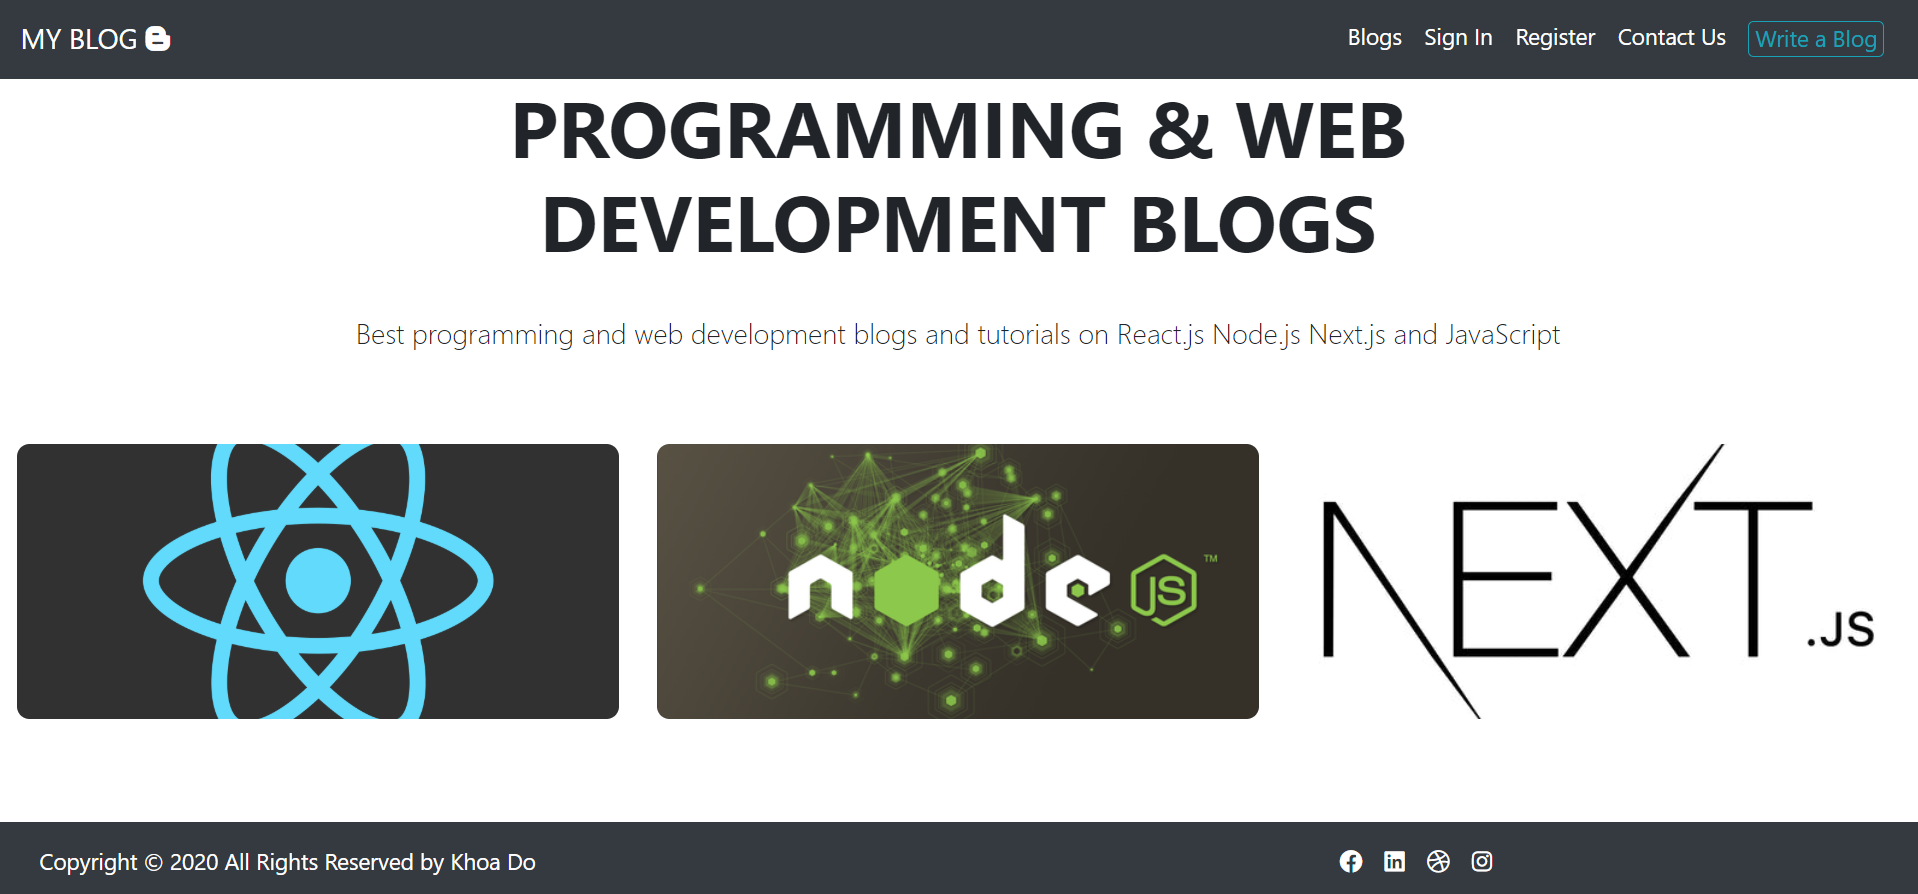 MY BLOG
Blogs Sign In Register Contact Us Write a Blog
PROGRAMMING & WEB
DEVELOPMENT BLOGS
Best programming and web development blogs and tutorials on React.js Node.js Next.js and JavaScript
node JS ™
NEXT.JS
Copyright © 2020 All Rights Reserved by Khoa Do